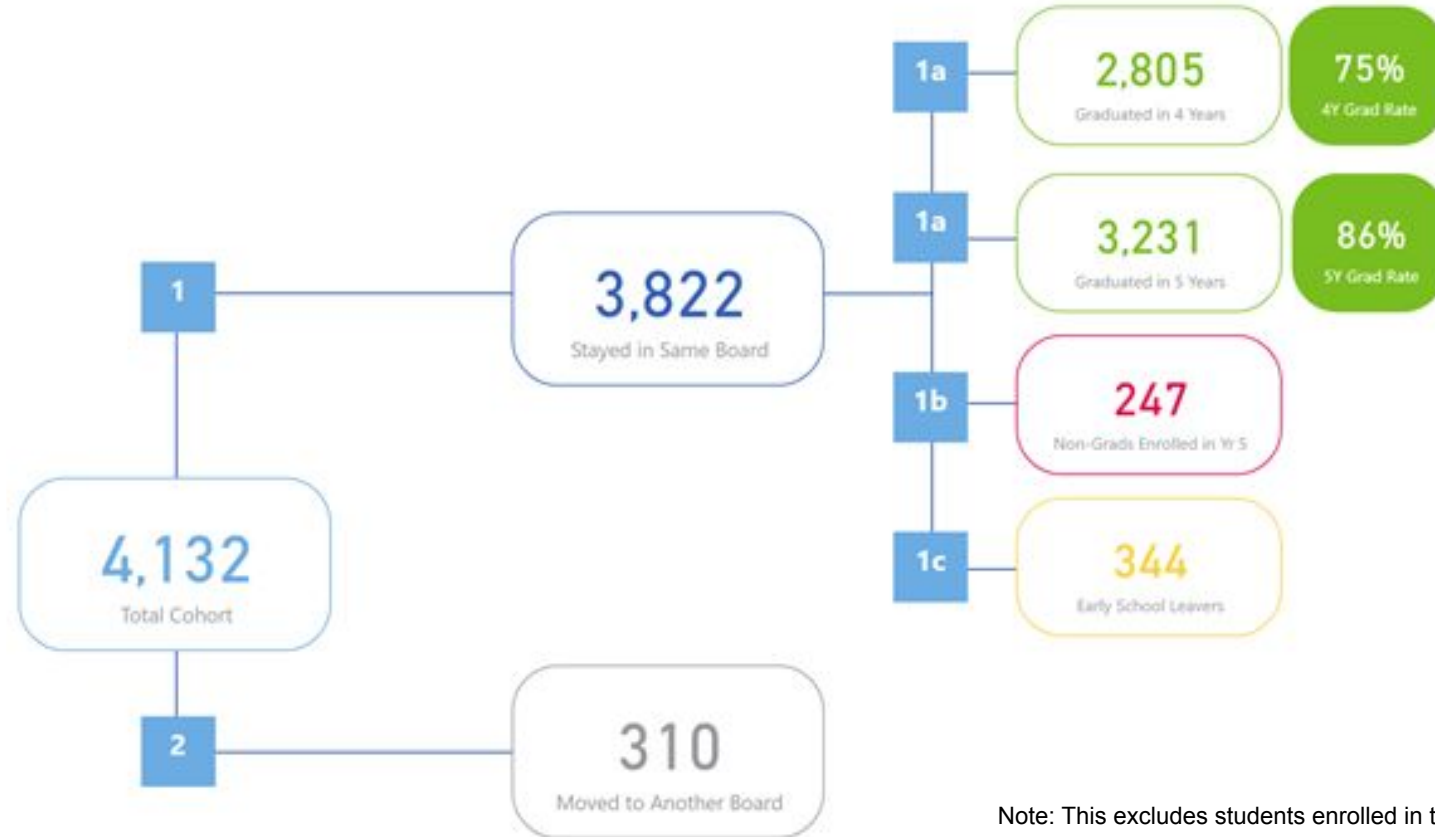 1a
2,805
Graduated in 4 Years
75%
4Y Grad Rate
1a
3,231
Graduated in 5 Years
86%
5Y Grad Rate
1
3,822
Stayed in Same Board
1b
247
Non-Grads Enrolled in Yr 5
4,132
Total Cohort
1c
344
Early School Leavers
2
310
Moved to Another Board
Note: This excludes students enrolled in t